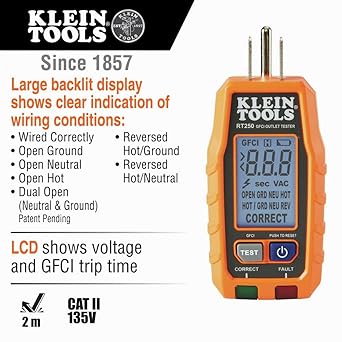 KLEIN
TOOLS
Since 1857
Large backlit display
shows clear indication of
wiring conditions:
• Wired Correctly
• Open Ground
• Open Neutral
• Open Hot
• Dual Open
(Neutral & Ground)
Patent Pending
• Reversed
Hot/Ground
• Reversed
Hot/Neutral
LCD shows voltage
and GFCI trip time
2 m
CAT II
135V
KLEIN
TOOLS
RT250 GFCI OUTLET TESTER
GFCI H
8.8.8
sec VAC
OPEN GRD NEU HOT
HOT / GRD NEU REV
CORRECT
GFCI PUSH TO RESET
TEST
CORRECT FAULT